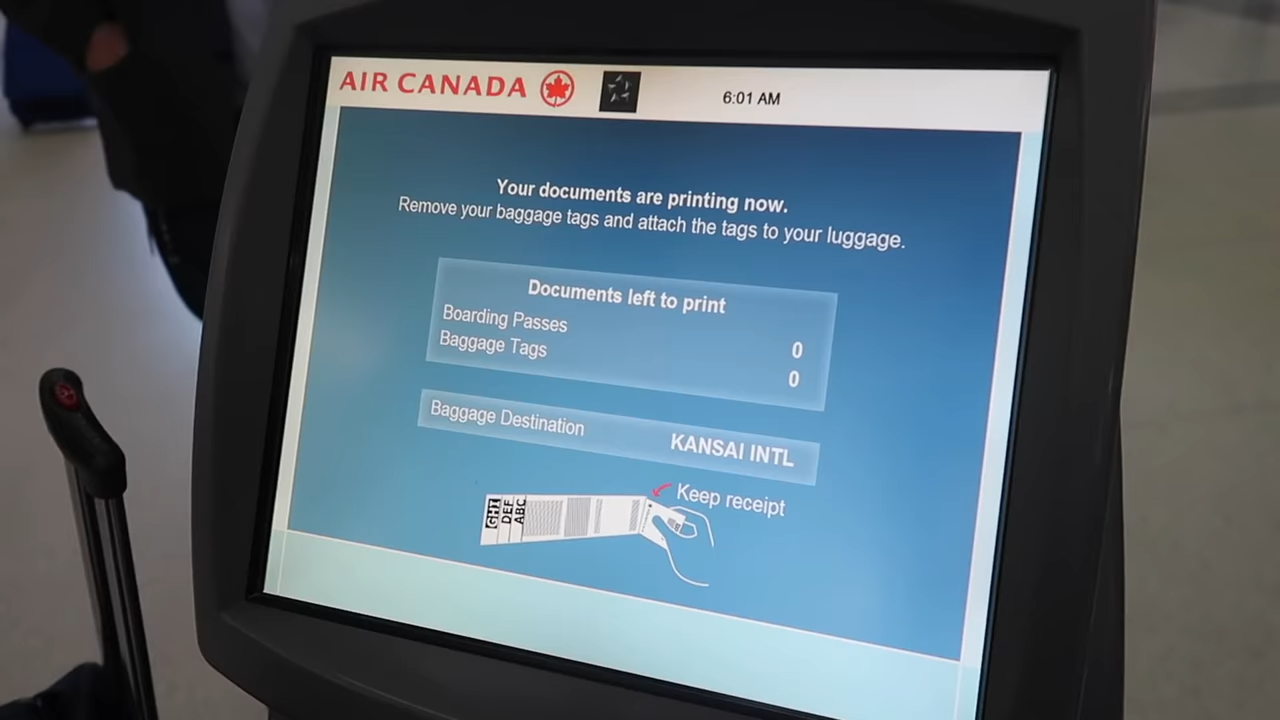 AIR CANADA
6:01 AM
Your documents are printing now.
Remove your baggage tags and attach the tags to your luggage.
Documents left to print
Boarding Passes 0
Baggage Tags 0
Baggage Destination KANSAI INTL
Keep receipt
GHI
DEF
ABC